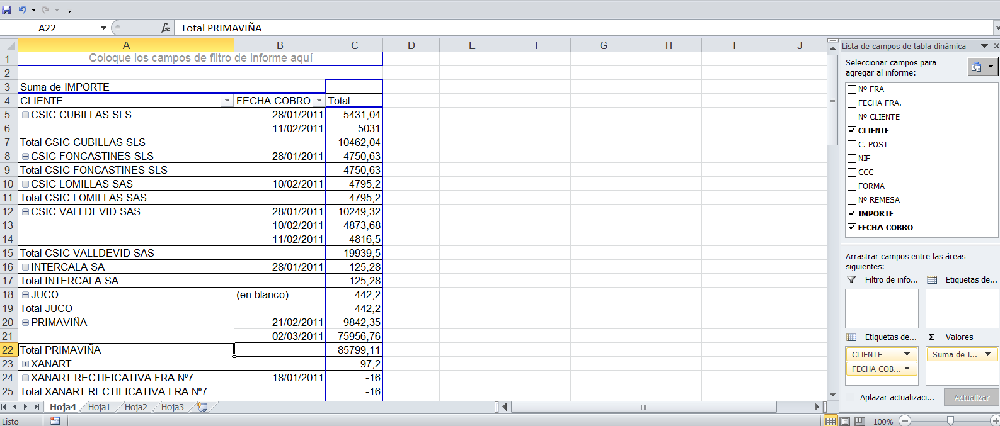 A22 fx Total PRIMAVIÑA
A B C D E F G H I J
1 Coloque los campos de filtro de informe aquí
2
3 Suma de IMPORTE
4 CLIENTE FECHA COBRO Total
5 CSIC CUBILLAS SLS 28/01/2011 5431,04
6 11/02/2011 5031
7 Total CSIC CUBILLAS SLS 10462,04
8 CSIC FONCASTINES SLS 28/01/2011 4750,63
9 Total CSIC FONCASTINES SLS 4750,63
10 CSIC LOMILLAS SAS 10/02/2011 4795,2
11 Total CSIC LOMILLAS SAS 4795,2
12 CSIC VALLDEVID SAS 28/01/2011 10249,32
13 10/02/2011 4873,68
14 11/02/2011 4816,5
15 Total CSIC VALLDEVID SAS 19939,5
16 INTERCALA SA 28/01/2011 125,28
17 Total INTERCALA SA 125,28
18 JUCO (en blanco) 442,2
19 Total JUCO 442,2
20 PRIMAVIÑA 21/02/2011 9842,35
21 02/03/2011 75956,76
22 Total PRIMAVIÑA 85799,11
23 XANART 97,2
24 XANART RECTIFICATIVA FRA Nº7 18/01/2011 -16
25 Total XANART RECTIFICATIVA FRA Nº7 -16
Hoja4 Hoja1 Hoja2 Hoja3
Listo
100%
Lista de campos de tabla dinámica
Seleccionar campos para
agregar al informe:
Nº FRA
FECHA FRA.
Nº CLIENTE
CLIENTE
C. POST
NIF
CCC
FORMA
Nº REMESA
IMPORTE
FECHA COBRO
Arrastrar campos entre las áreas
siguientes:
Filtro de info... Etiquetas de...
Etiquetas de... Σ Valores
CLIENTE Suma de I...
FECHA COB...
Aplazar actualizaci... Actualizar